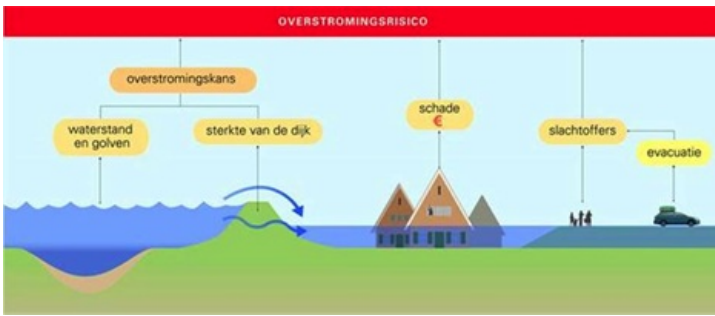 OVERSTROMINGSRISICO
overstromingskans
waterstand
en golven
sterkte van de dijk
schade
€
slachtoffers
evacuatie